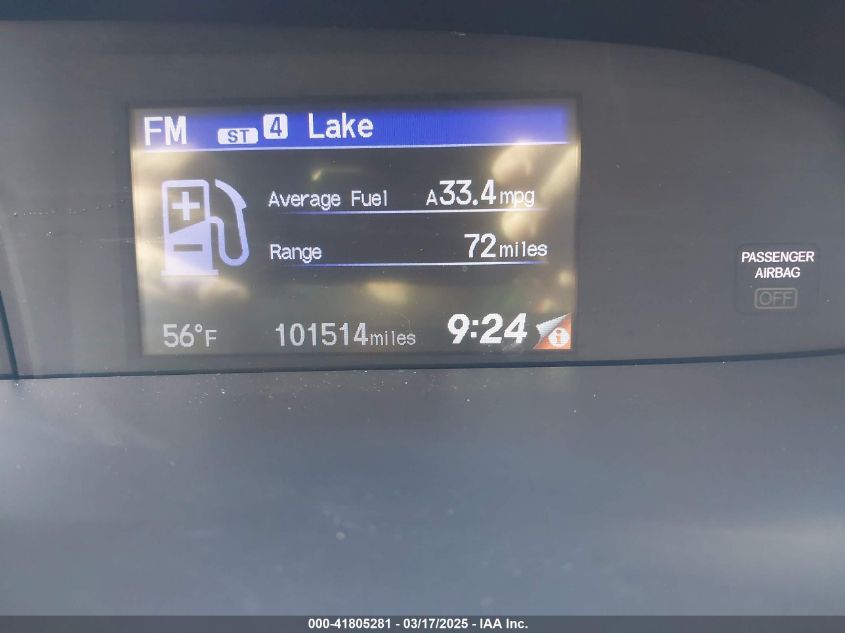 FM ST 4 Lake
Average Fuel A33.4mpg
Range 72miles
56°F 101514miles 9:24 i
PASSENGER
AIRBAG
OFF
000-41805281 - 03/17/2025 - IAA Inc.